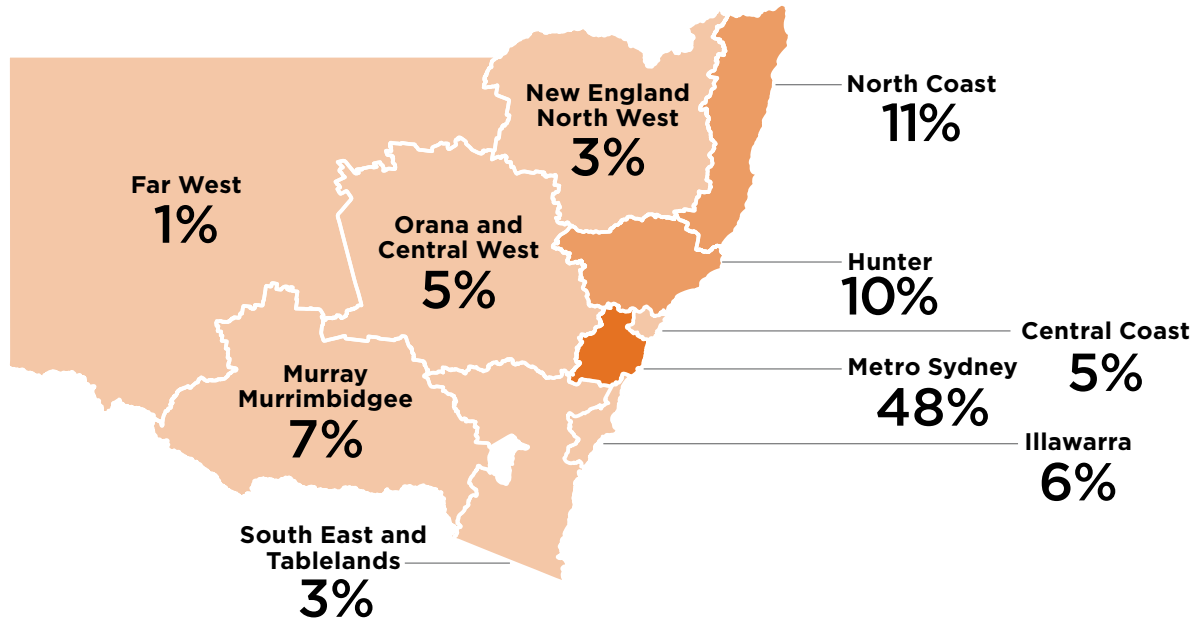 New England
North West
3%
North Coast
11%
Far West
1%
Orana and
Central West
5%
Hunter
10%
Central Coast
5%
Murray
Murrimbidgee
7%
Metro Sydney
48%
Illawarra
6%
South East and
Tablelands
3%